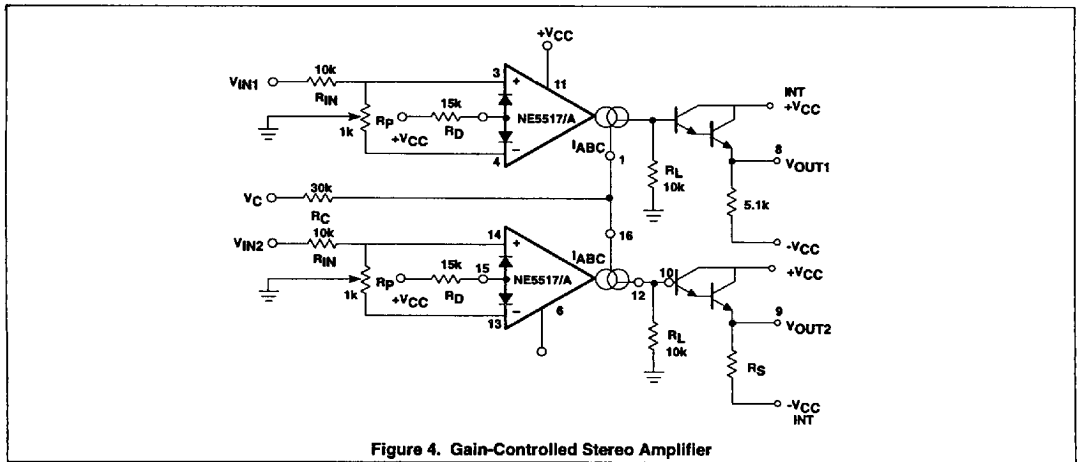 +VCC
VIN1
10k
RIN
3
+
11
INT
+VCC
RP
1k
+VCC
15k
RD
NE5517/A
4
−
IABC
1
RL
10k
8
VOUT1
5.1k
-VCC
VC
30k
RC
16
VIN2
10k
RIN
14
+
IABC
+VCC
RP
1k
+VCC
15k
15
RD
NE5517/A
13
−
6
12
10
RL
10k
9
VOUT2
RS
-VCC
INT
Figure 4. Gain-Controlled Stereo Amplifier